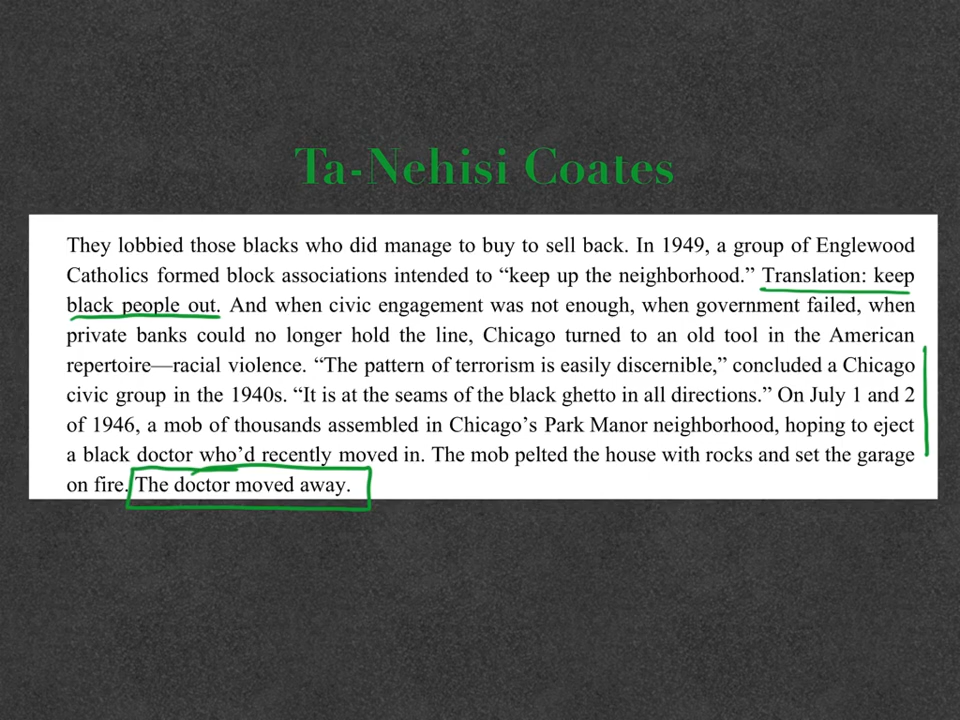 Ta-Nehisi Coates
They lobbied those blacks who did manage to buy to sell back. In 1949, a group of Englewood
Catholics formed block associations intended to “keep up the neighborhood.” Translation: keep
black people out. And when civic engagement was not enough, when government failed, when
private banks could no longer hold the line, Chicago turned to an old tool in the American
repertoire—racial violence. “The pattern of terrorism is easily discernible,” concluded a Chicago
civic group in the 1940s. “It is at the seams of the black ghetto in all directions.” On July 1 and 2
of 1946, a mob of thousands assembled in Chicago’s Park Manor neighborhood, hoping to eject
a black doctor who’d recently moved in. The mob pelted the house with rocks and set the garage
on fire. The doctor moved away.